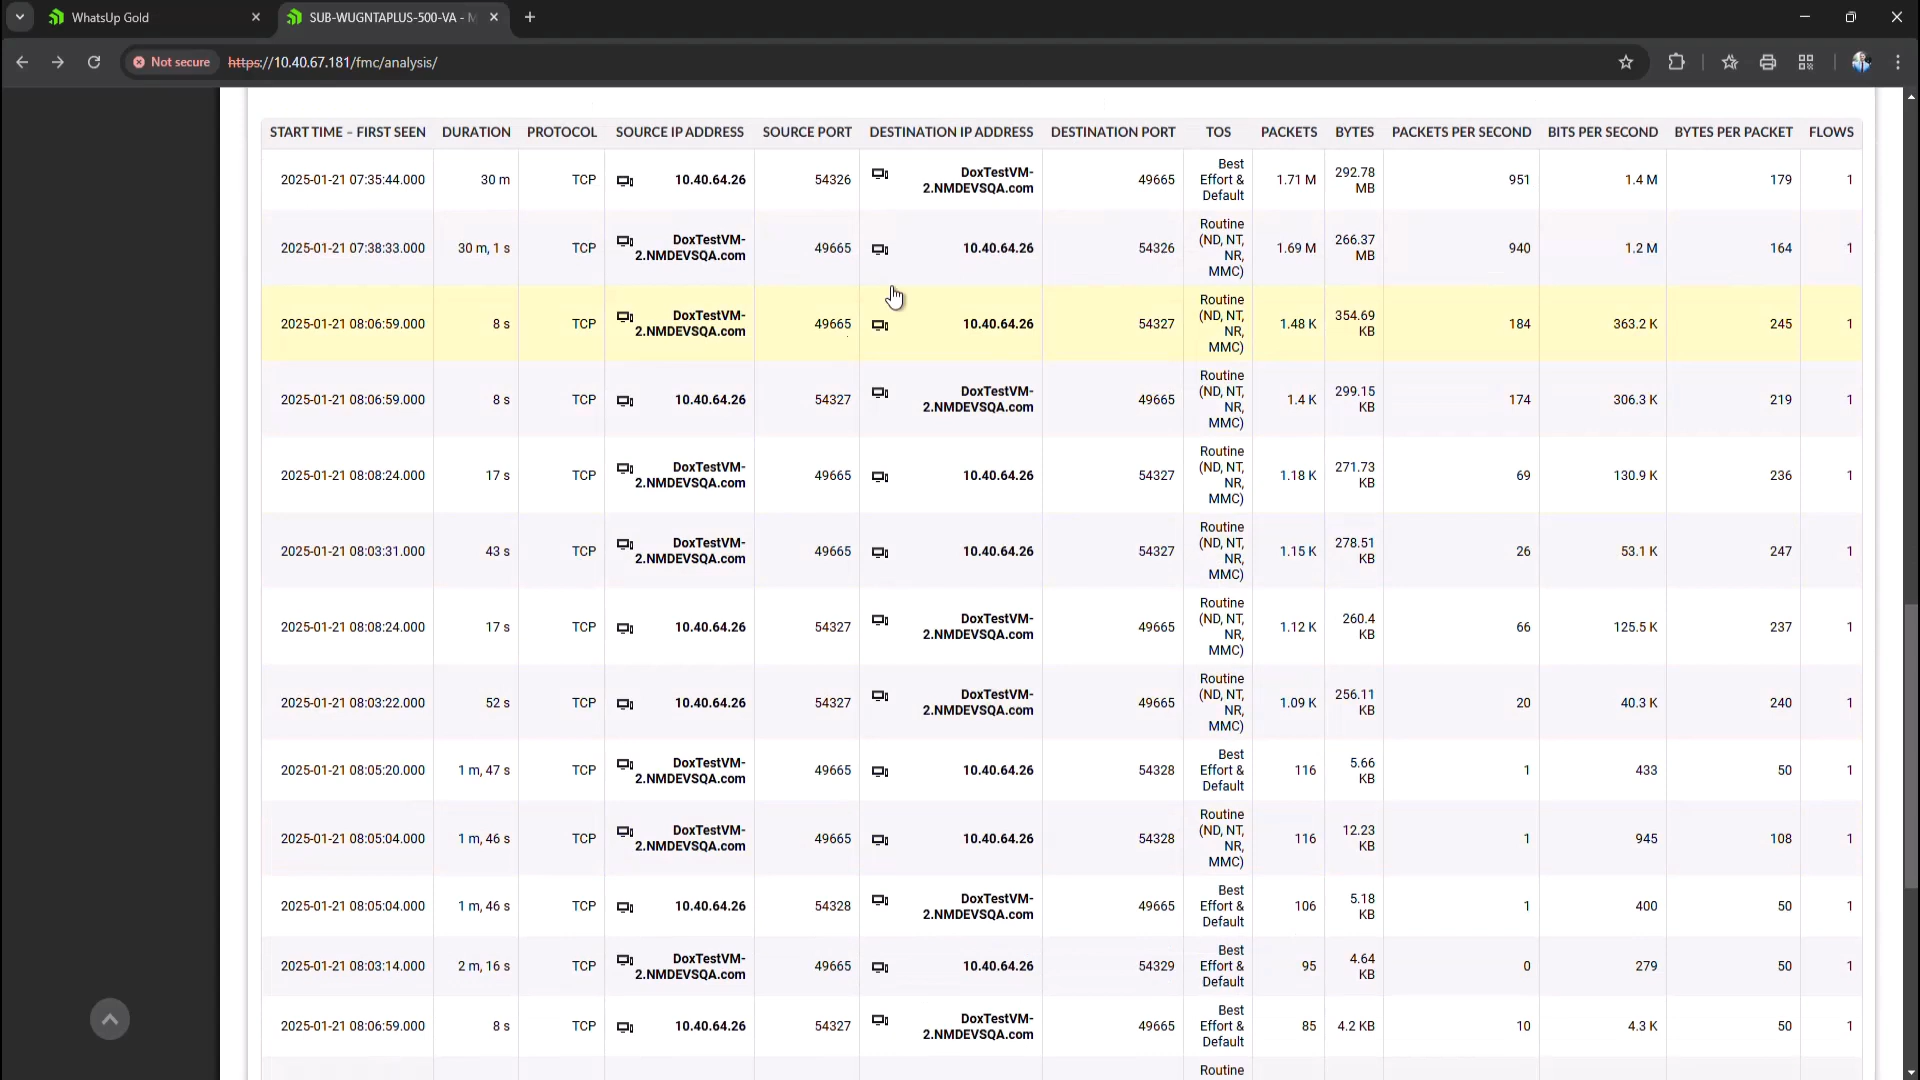 WhatsUp Gold
SUB-WUGNTAPLUS-500-VA - M
Not secure https://10.40.67.181/fmc/analysis/
START TIME – FIRST SEEN DURATION PROTOCOL SOURCE IP ADDRESS SOURCE PORT DESTINATION IP ADDRESS DESTINATION PORT TOS PACKETS BYTES PACKETS PER SECOND BITS PER SECOND BYTES PER PACKET FLOWS
2025-01-21 07:35:44.000 30 m TCP 10.40.64.26 54326 DoxTestVM-2.NMDEVSQA.com 49665 Best Effort & Default 1.71 M 292.78 MB 951 1.4 M 179 1
2025-01-21 07:38:33.000 30 m, 1 s TCP DoxTestVM-2.NMDEVSQA.com 49665 10.40.64.26 54326 Routine (ND, NT, NR, MMC) 1.69 M 266.37 MB 940 1.2 M 164 1
2025-01-21 08:06:59.000 8 s TCP DoxTestVM-2.NMDEVSQA.com 49665 10.40.64.26 54327 Routine (ND, NT, NR, MMC) 1.48 K 354.69 KB 184 363.2 K 245 1
2025-01-21 08:06:59.000 8 s TCP 10.40.64.26 54327 DoxTestVM-2.NMDEVSQA.com 49665 Routine (ND, NT, NR, MMC) 1.4 K 299.15 KB 174 306.3 K 219 1
2025-01-21 08:08:24.000 17 s TCP DoxTestVM-2.NMDEVSQA.com 49665 10.40.64.26 54327 Routine (ND, NT, NR, MMC) 1.18 K 271.73 KB 69 130.9 K 236 1
2025-01-21 08:03:31.000 43 s TCP DoxTestVM-2.NMDEVSQA.com 49665 10.40.64.26 54327 Routine (ND, NT, NR, MMC) 1.15 K 278.51 KB 26 53.1 K 247 1
2025-01-21 08:08:24.000 17 s TCP 10.40.64.26 54327 DoxTestVM-2.NMDEVSQA.com 49665 Routine (ND, NT, NR, MMC) 1.12 K 260.4 KB 66 125.5 K 237 1
2025-01-21 08:03:22.000 52 s TCP 10.40.64.26 54327 DoxTestVM-2.NMDEVSQA.com 49665 Routine (ND, NT, NR, MMC) 1.09 K 256.11 KB 20 40.3 K 240 1
2025-01-21 08:05:20.000 1 m, 47 s TCP DoxTestVM-2.NMDEVSQA.com 49665 10.40.64.26 54328 Best Effort & Default 116 5.66 KB 1 433 50 1
2025-01-21 08:05:04.000 1 m, 46 s TCP DoxTestVM-2.NMDEVSQA.com 49665 10.40.64.26 54328 Routine (ND, NT, NR, MMC) 116 12.23 KB 1 945 108 1
2025-01-21 08:05:04.000 1 m, 46 s TCP 10.40.64.26 54328 DoxTestVM-2.NMDEVSQA.com 49665 Best Effort & Default 106 5.18 KB 1 400 50 1
2025-01-21 08:03:14.000 2 m, 16 s TCP DoxTestVM-2.NMDEVSQA.com 49665 10.40.64.26 54329 Best Effort & Default 95 4.64 KB 0 279 50 1
2025-01-21 08:06:59.000 8 s TCP 10.40.64.26 54327 DoxTestVM-2.NMDEVSQA.com 49665 Best Effort & Default 85 4.2 KB 10 4.3 K 50 1
Routine